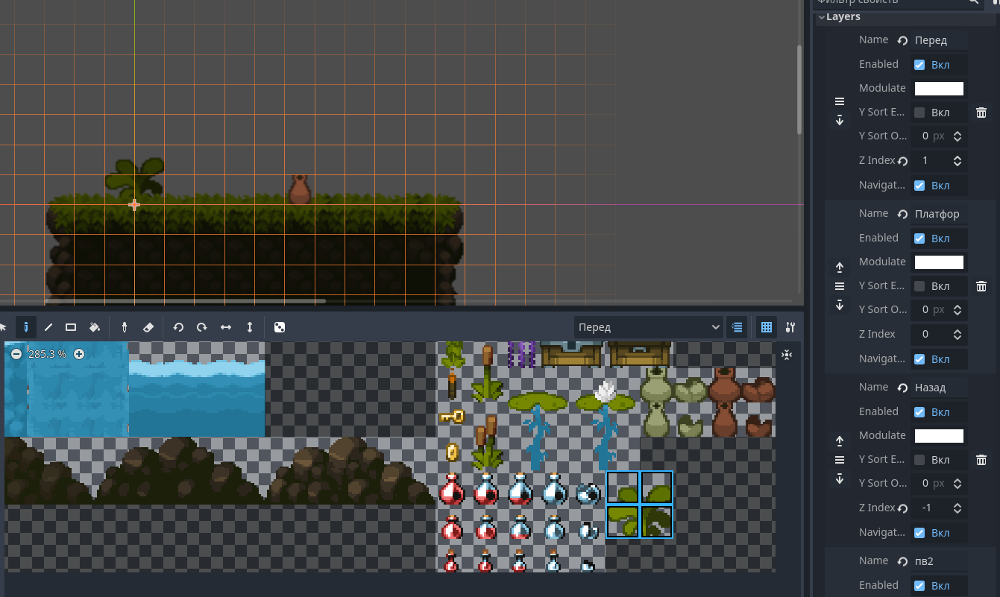 Фильтр свойств
Layers
Name Перед
Enabled Вкл
Modulate
Y Sort E... Вкл
Y Sort O... 0 px
Z Index 1
Navigat... Вкл
Name Платфор
Enabled Вкл
Modulate
Y Sort E... Вкл
Y Sort O... 0 px
Z Index 0
Navigat... Вкл
Name Назад
Enabled Вкл
Modulate
Y Sort E... Вкл
Y Sort O... 0 px
Z Index -1
Navigat... Вкл
Name пв2
Enabled Вкл
Перед
285.3 %